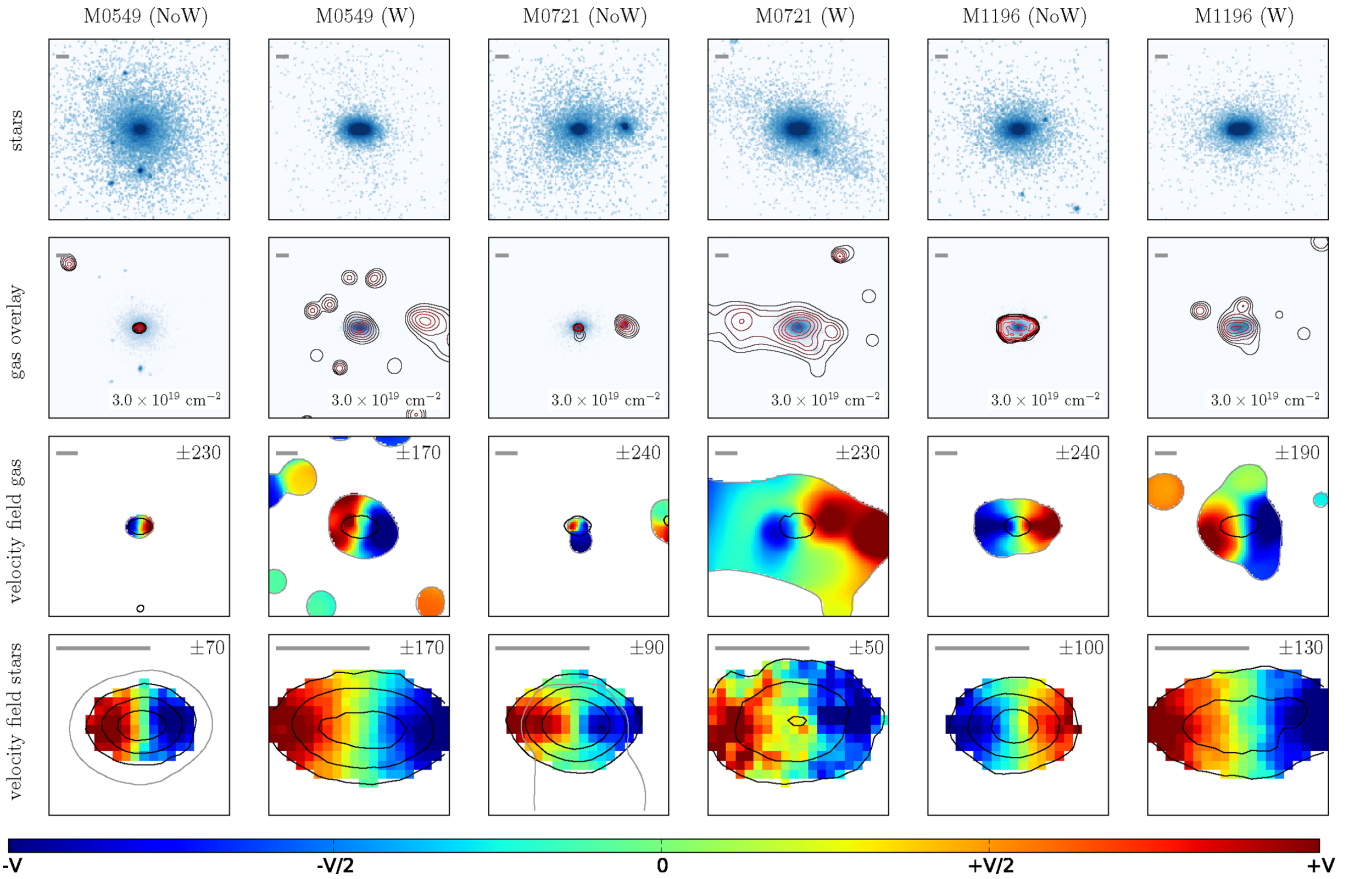 M0549 (NoW) M0549 (W) M0721 (NoW) M0721 (W) M1196 (NoW) M1196 (W)
stars
gas overlay
3.0 × 10¹⁹ cm⁻² 3.0 × 10¹⁹ cm⁻² 3.0 × 10¹⁹ cm⁻² 3.0 × 10¹⁹ cm⁻² 3.0 × 10¹⁹ cm⁻² 3.0 × 10¹⁹ cm⁻²
velocity field gas
±230 ±170 ±240 ±230 ±240 ±190
velocity field stars
±70 ±170 ±90 ±50 ±100 ±130
-V -V/2 0 +V/2 +V